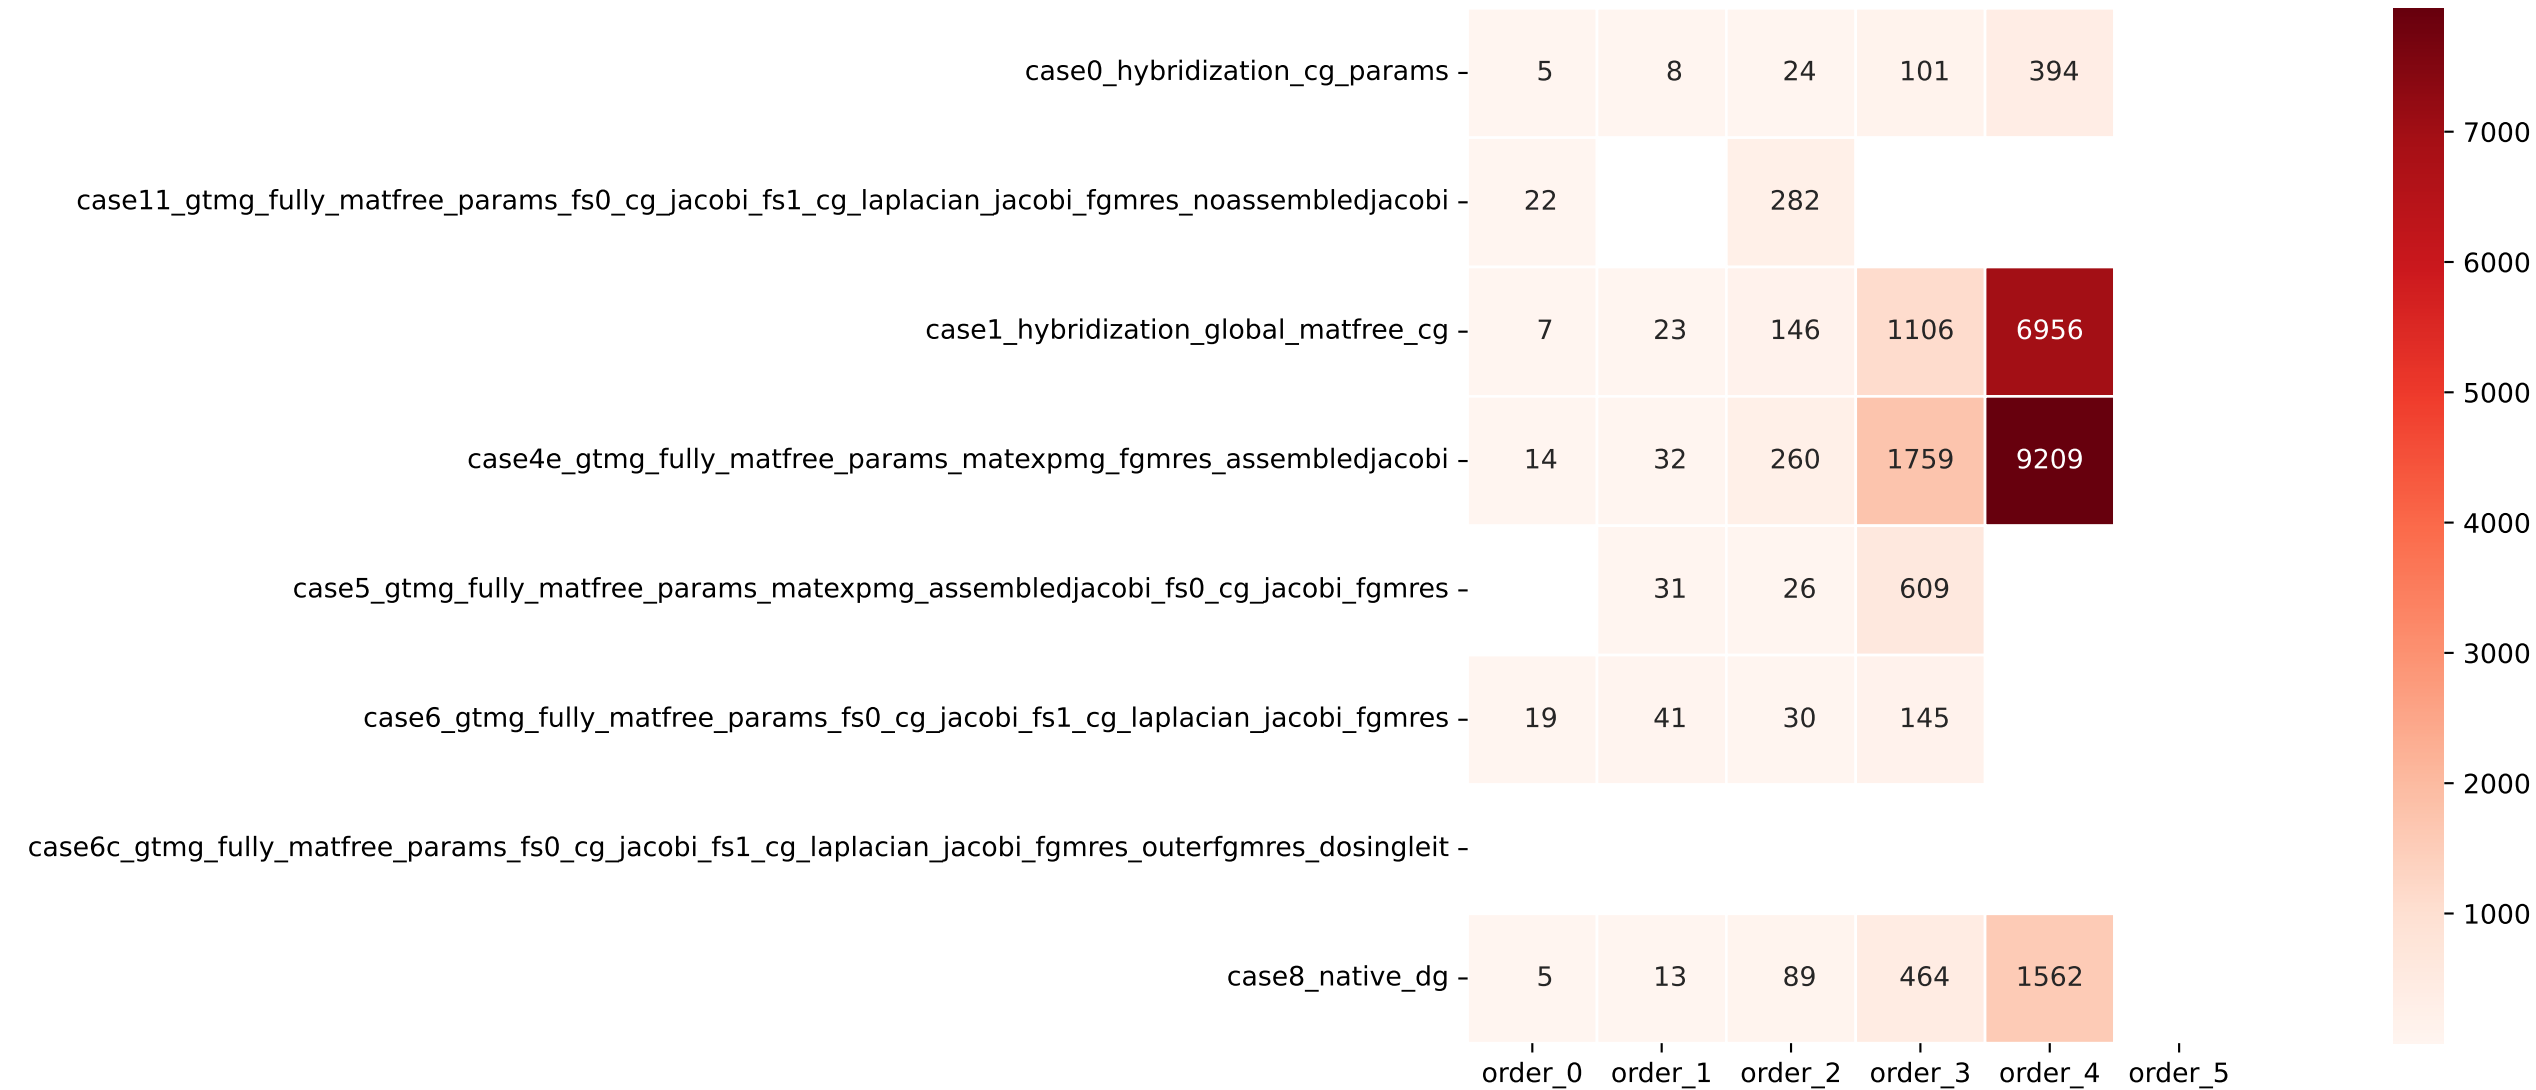 case0_hybridization_cg_params 5 8 24 101 394
case11_gtmg_fully_matfree_params_fs0_cg_jacobi_fs1_cg_laplacian_jacobi_fgmres_noassembledjacobi 22 282
case1_hybridization_global_matfree_cg 7 23 146 1106 6956
case4e_gtmg_fully_matfree_params_matexpmg_fgmres_assembledjacobi 14 32 260 1759 9209
case5_gtmg_fully_matfree_params_matexpmg_assembledjacobi_fs0_cg_jacobi_fgmres 31 26 609
case6_gtmg_fully_matfree_params_fs0_cg_jacobi_fs1_cg_laplacian_jacobi_fgmres 19 41 30 145
case6c_gtmg_fully_matfree_params_fs0_cg_jacobi_fs1_cg_laplacian_jacobi_fgmres_outerfgmres_dosingleit
case8_native_dg 5 13 89 464 1562
order_0 order_1 order_2 order_3 order_4 order_5
7000
6000
5000
4000
3000
2000
1000